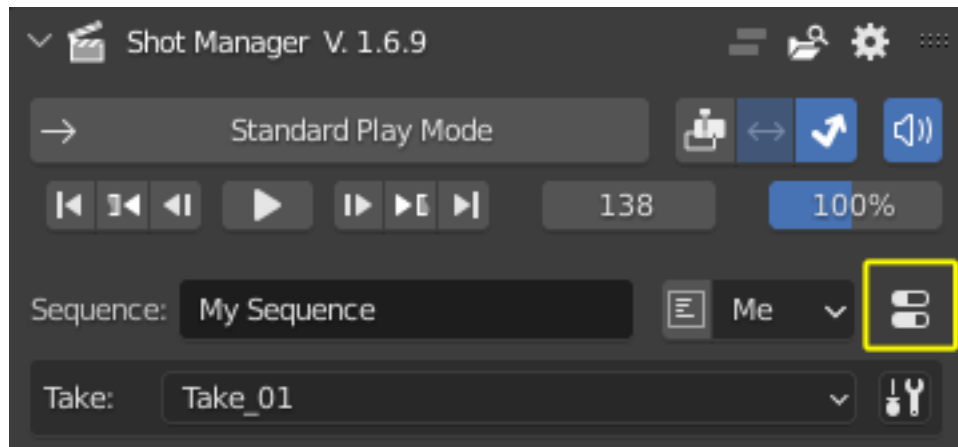 Shot Manager V. 1.6.9
Standard Play Mode
138 100%
Sequence: My Sequence Me
Take: Take_01